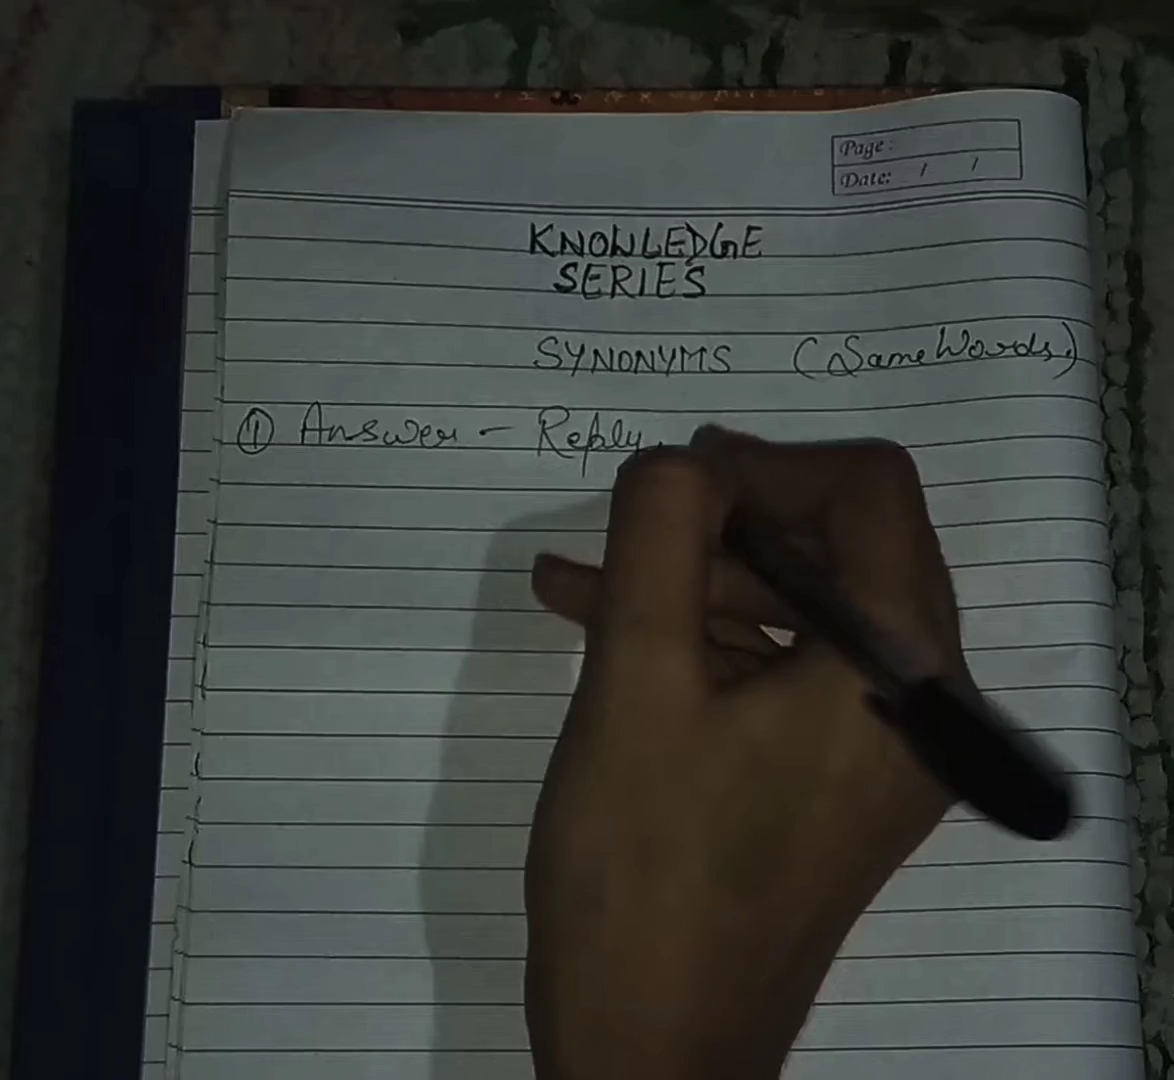 Page:
Date: / /
KNOWLEDGE
SERIES
SYNONYMS (Same Words.)
① Answer - Reply.